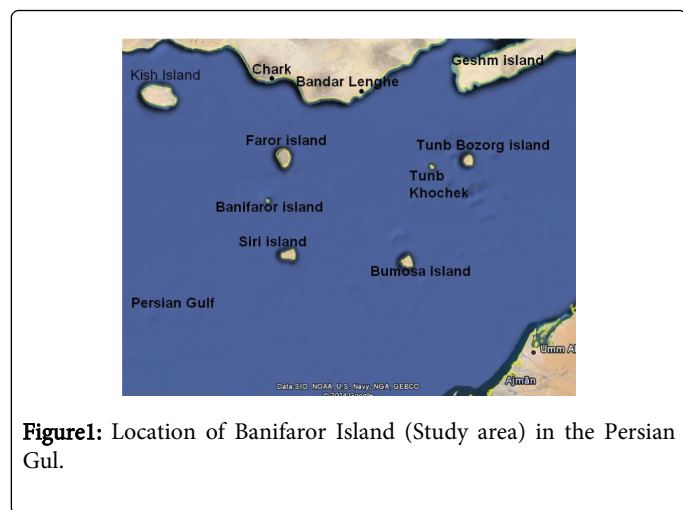 Kish Island
Chark
Bandar Lenghe
Geshm island
Faror island
Tunb Bozorg island
Tunb
Khochek
Banifaror island
Siri island
Bumosa island
Persian Gulf
Umm Al
Ajmān
Data SIO, NOAA, U.S. Navy, NGA, GEBCO
© 2014 Google
Figure1: Location of Banifaror Island (Study area) in the Persian
Gul.